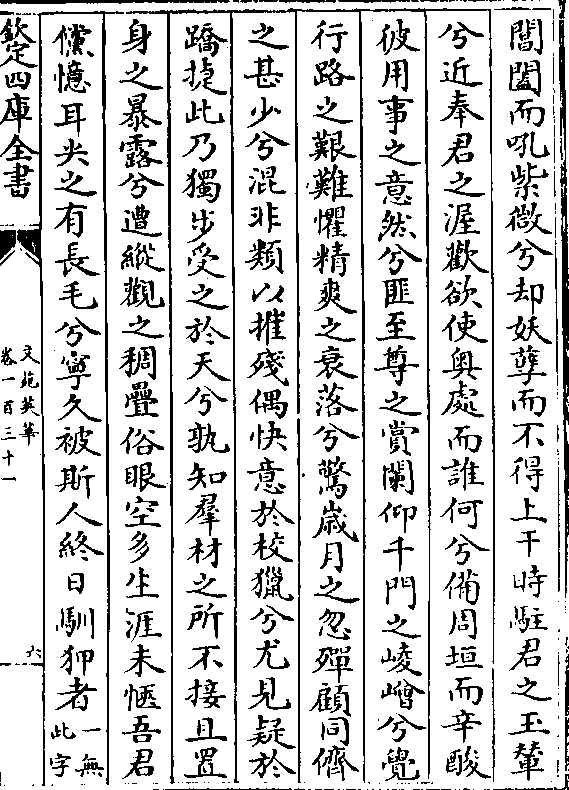 閶闔而吼紫微兮却妖孽而不得上干時駐君之玉輦
兮近奉君之渥歡欲使奥處而誰何兮備周垣而辛酸
彼用事之意然兮匪至尊之賞闌仰千門之崚嶒兮覺
行路之艱難懼精爽之衰落兮驚歲月之忽殫顧同儕
之甚少兮混非類以摧殘偶快意於校獵兮尤見疑於
蹻捷此乃獨步受之於天兮孰知羣材之所不接且置
身之暴露兮遭縱觀之稠疊俗眼空多生涯未愜吾君
儻憶耳尖之有長毛兮寧久被斯人終日馴狎者一無此字
欽定四庫全書
文苑英華
卷一百三十一
六